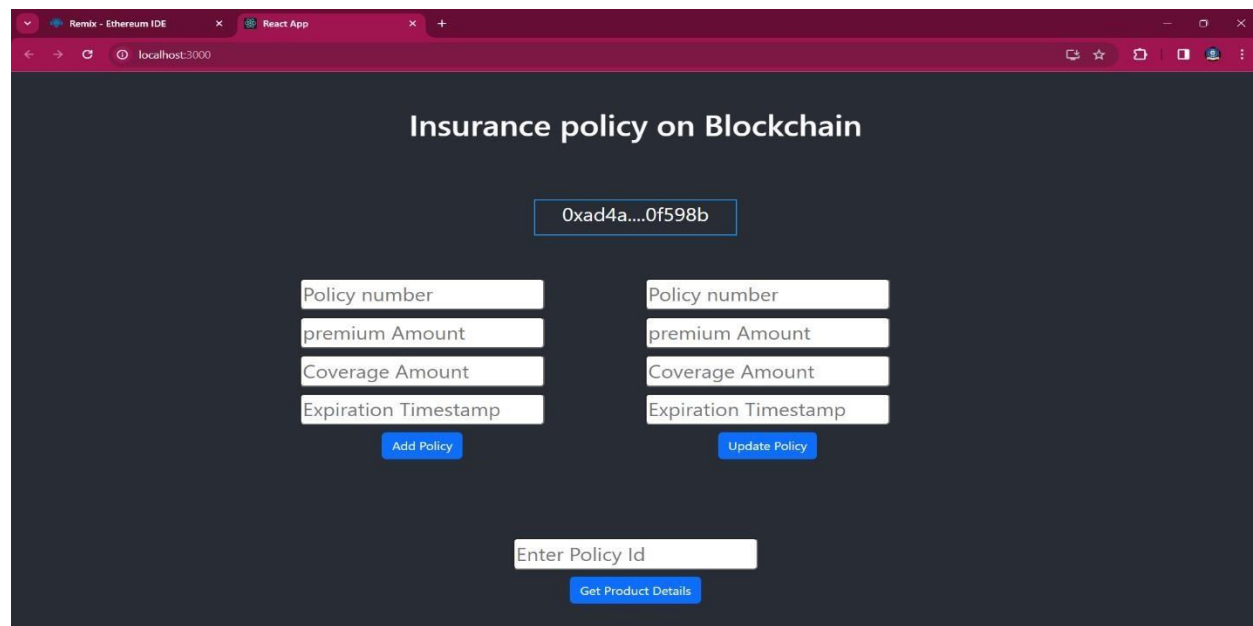 Remix - Ethereum IDE
React App
localhost:3000
Insurance policy on Blockchain
0xad4a....0f598b
Policy number
premium Amount
Coverage Amount
Expiration Timestamp
Add Policy
Policy number
premium Amount
Coverage Amount
Expiration Timestamp
Update Policy
Enter Policy Id
Get Product Details